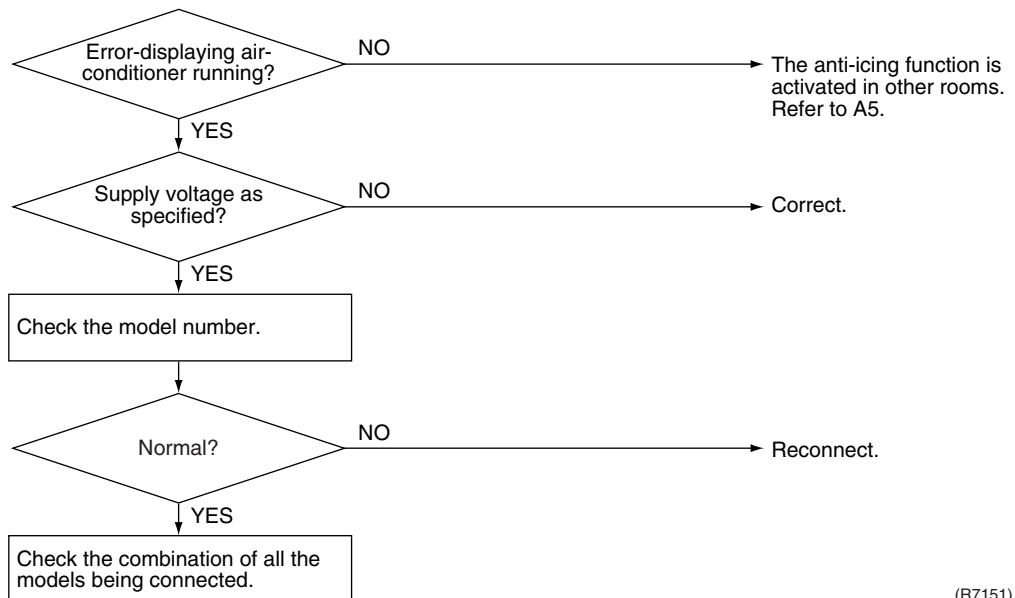 Error-displaying air-
conditioner running?
NO
The anti-icing function is
activated in other rooms.
Refer to A5.
YES
Supply voltage as
specified?
NO
Correct.
YES
Check the model number.
Normal?
NO
Reconnect.
YES
Check the combination of all the
models being connected.
(R7151)